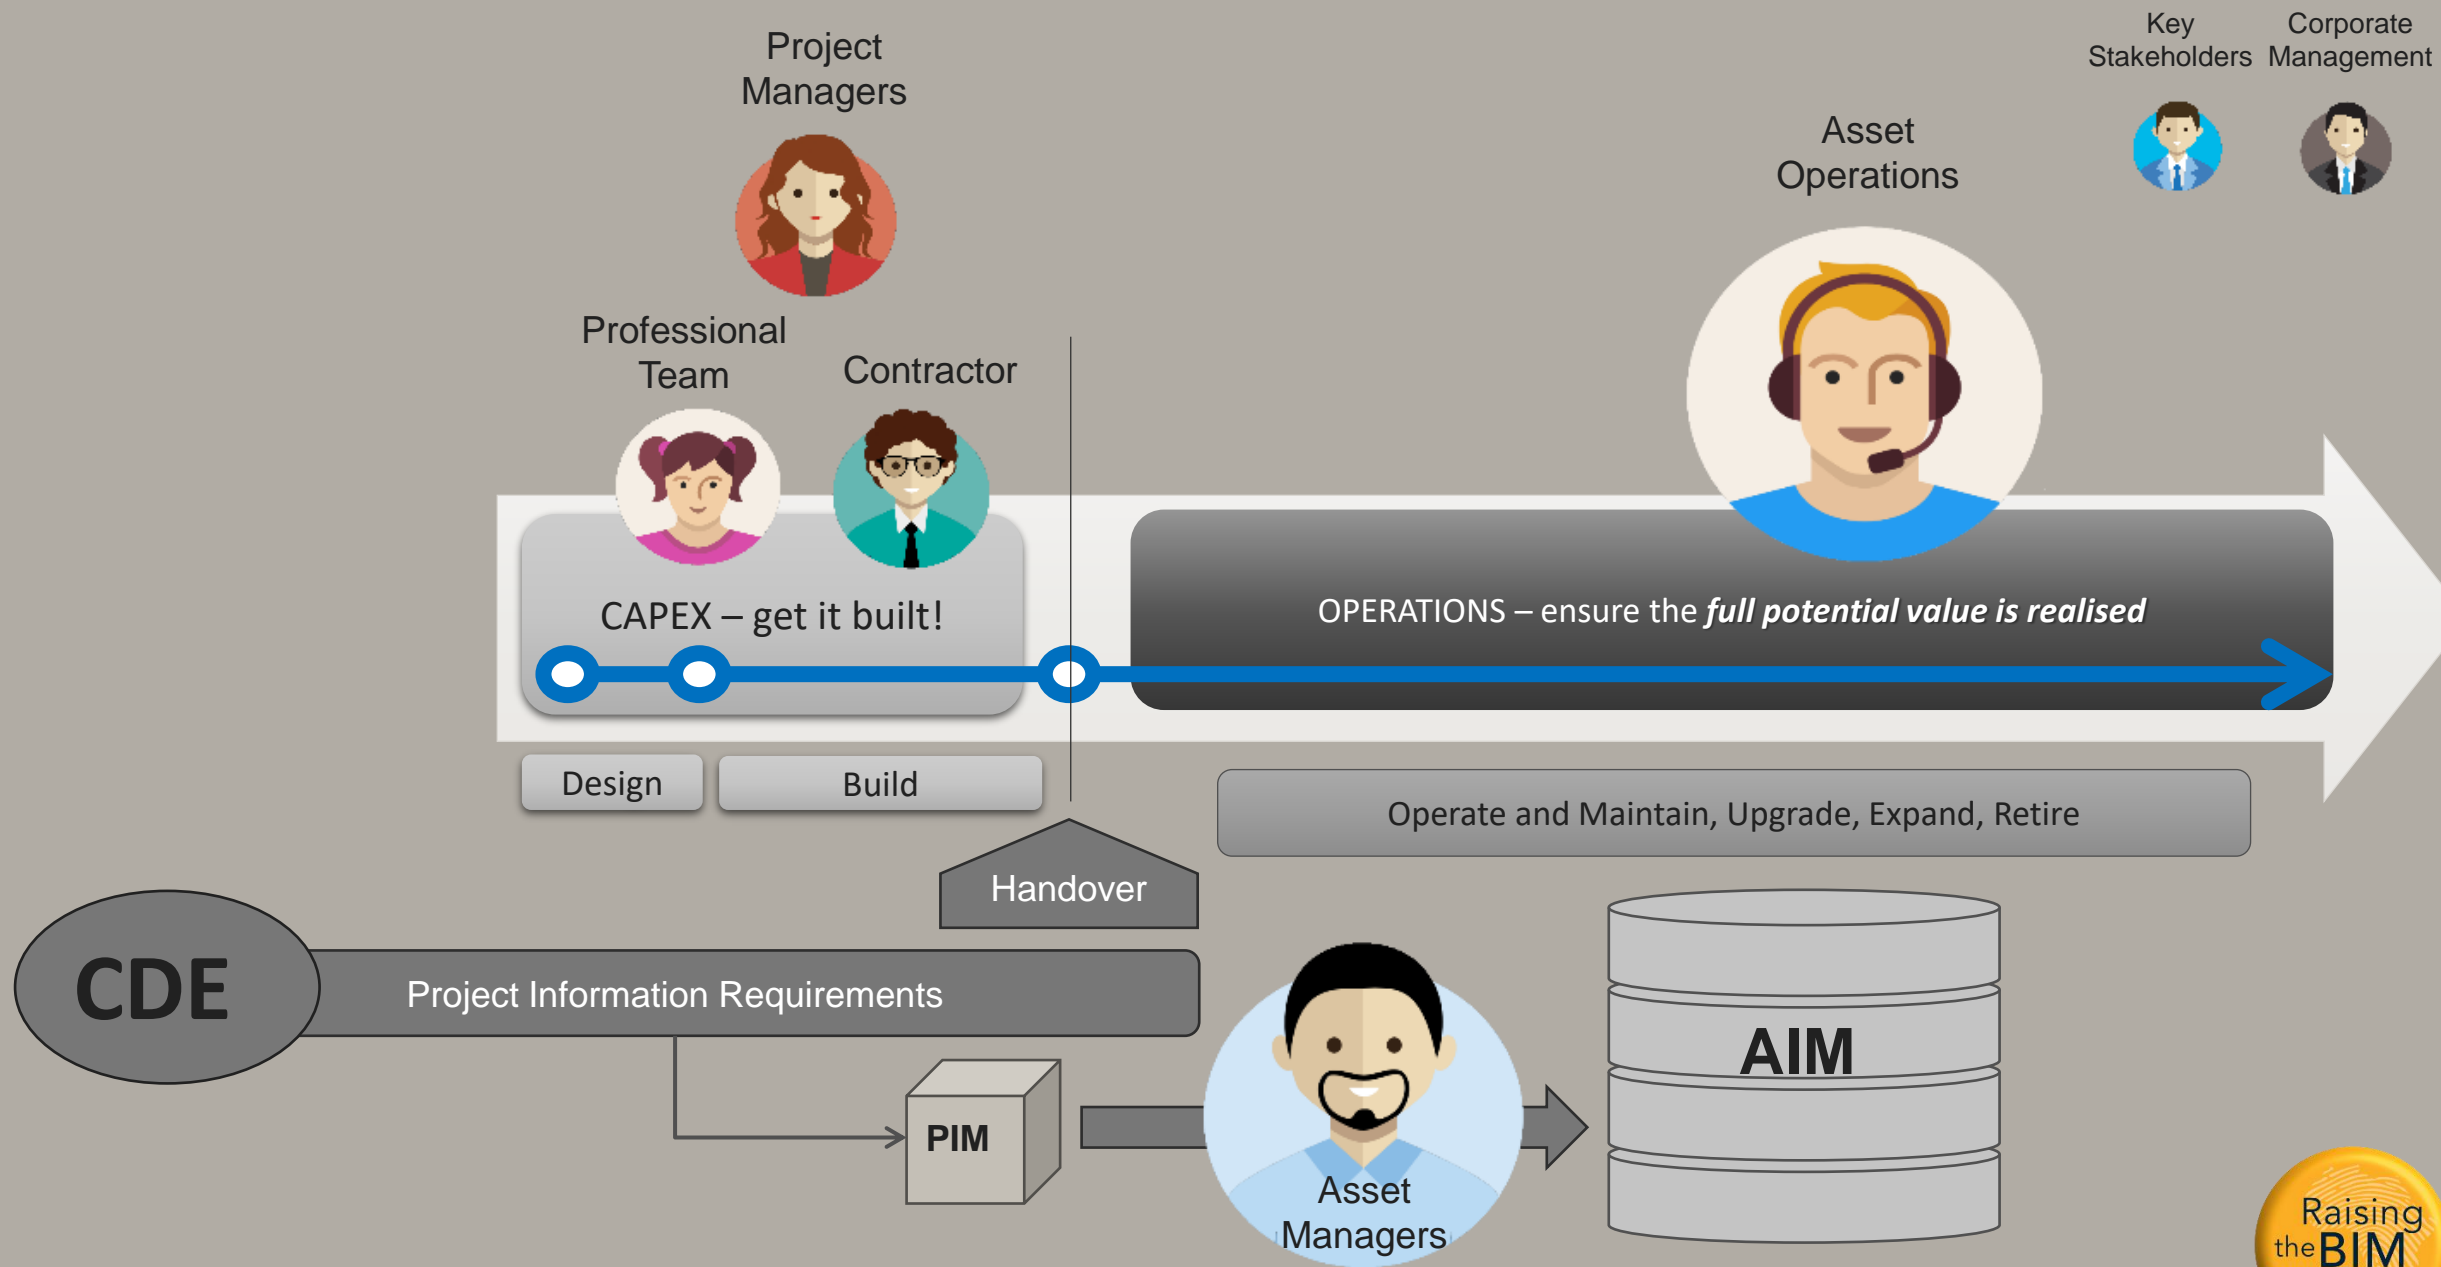 Key
Stakeholders
Corporate
Management
Project
Managers
Asset
Operations
Professional
Team
Contractor
CAPEX – get it built!
OPERATIONS – ensure the full potential value is realised
Design
Build
Operate and Maintain, Upgrade, Expand, Retire
Handover
CDE
Project Information Requirements
PIM
AIM
Asset
Managers
Raising
the BIM